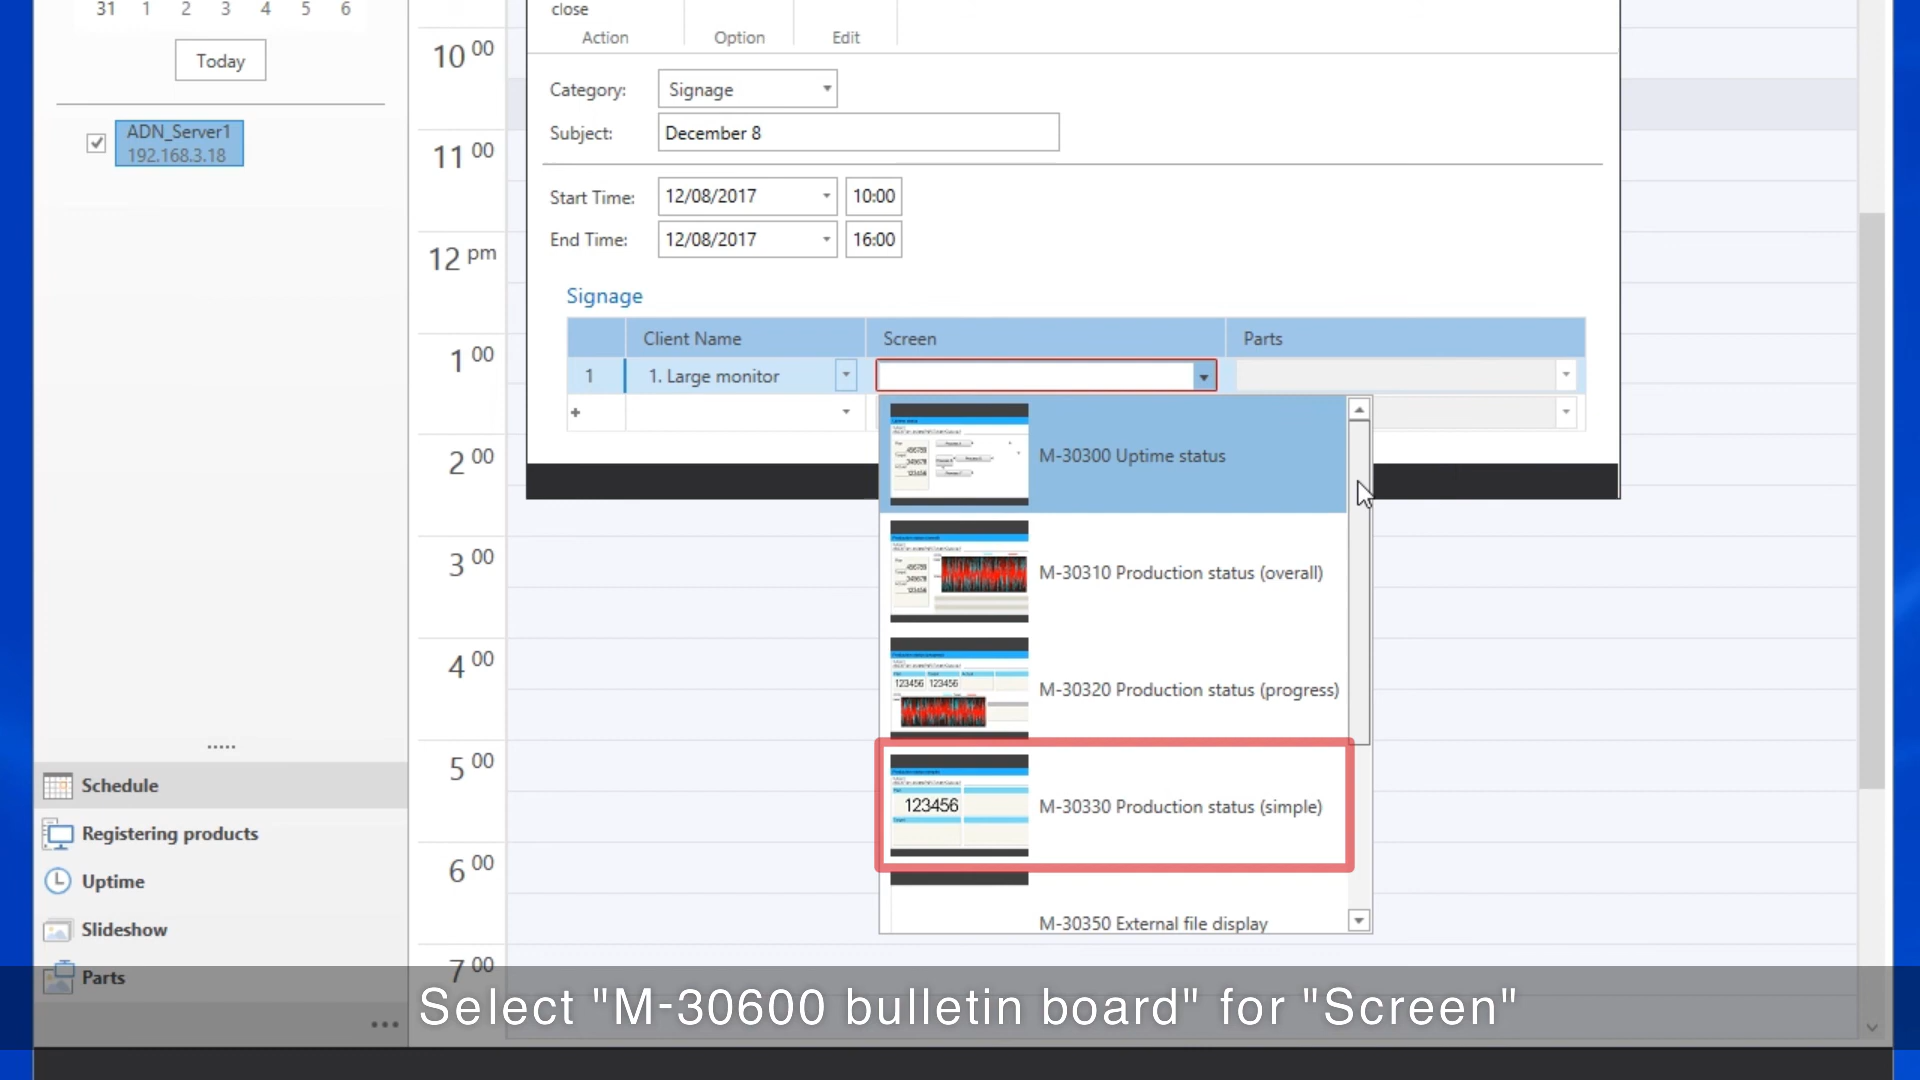 31 1 2 3 4 5 6
Today
ADN_Server1
192.168.3.18
Schedule
Registering products
Uptime
Slideshow
Parts
10 00
11 00
12 pm
1 00
2 00
3 00
4 00
5 00
6 00
7 00
close
Action Option Edit
Category: Signage
Subject: December 8
Start Time: 12/08/2017 10:00
End Time: 12/08/2017 16:00
Signage
Client Name Screen Parts
1 1. Large monitor
M-30300 Uptime status
M-30310 Production status (overall)
123456 123456
M-30320 Production status (progress)
123456
M-30330 Production status (simple)
M-30350 External file display
Select "M-30600 bulletin board" for "Screen"